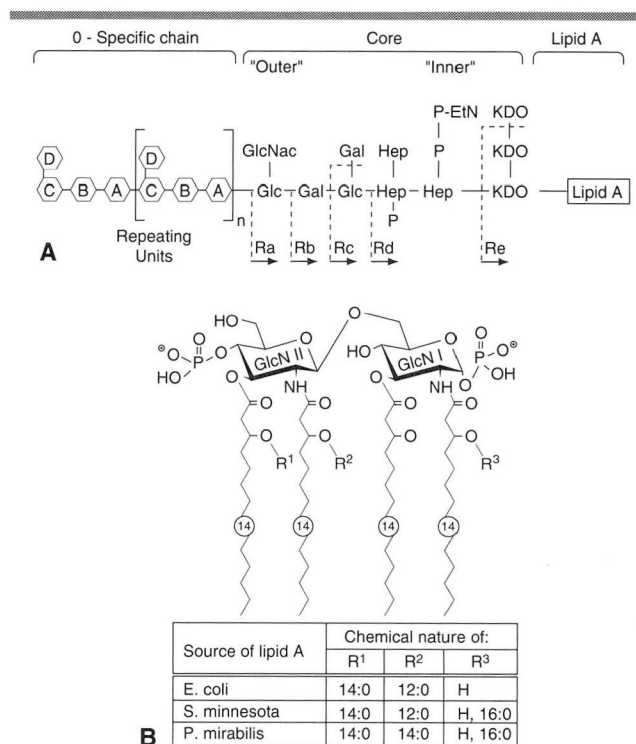 0 - Specific chain Core Lipid A
"Outer" "Inner"
P-EtN KDO
D D GlcNac Gal Hep P KDO
C B A C B A n Glc Gal Glc Hep Hep KDO Lipid A
P
Repeating
Units
A
Ra Rb Rc Rd Re
HO HO O O O
O P O O O P O
HO GlcN II HO GlcN I OH
O NH O NH O
O O O O
O O O O
R1 R2 R3
14 14 14 14
Source of lipid A Chemical nature of:
R1 R2 R3
E. coli 14:0 12:0 H
S. minnesota 14:0 12:0 H, 16:0
P. mirabilis 14:0 14:0 H, 16:0
B